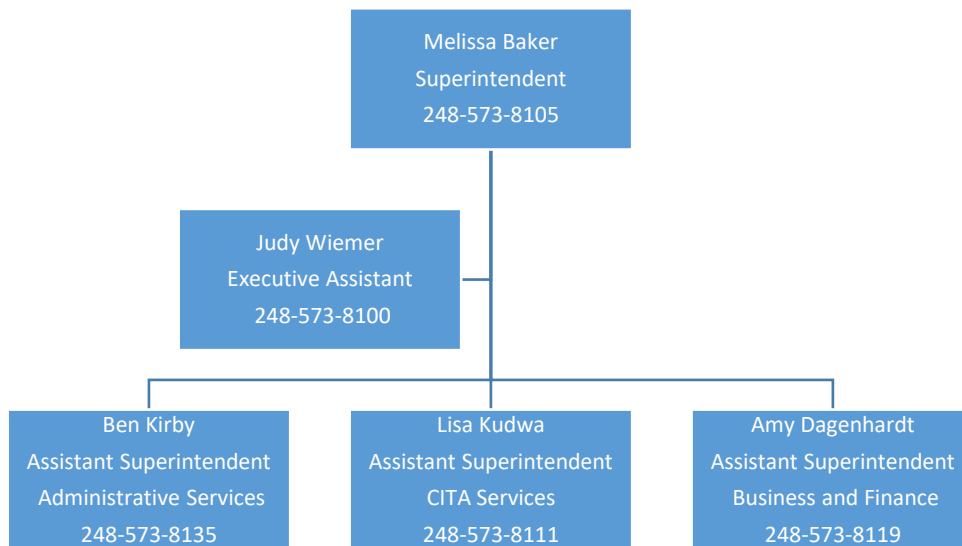 Melissa Baker
Superintendent
248-573-8105
Judy Wiemer
Executive Assistant
248-573-8100
Ben Kirby
Assistant Superintendent
Administrative Services
248-573-8135
Lisa Kudwa
Assistant Superintendent
CITA Services
248-573-8111
Amy Dagenhardt
Assistant Superintendent
Business and Finance
248-573-8119